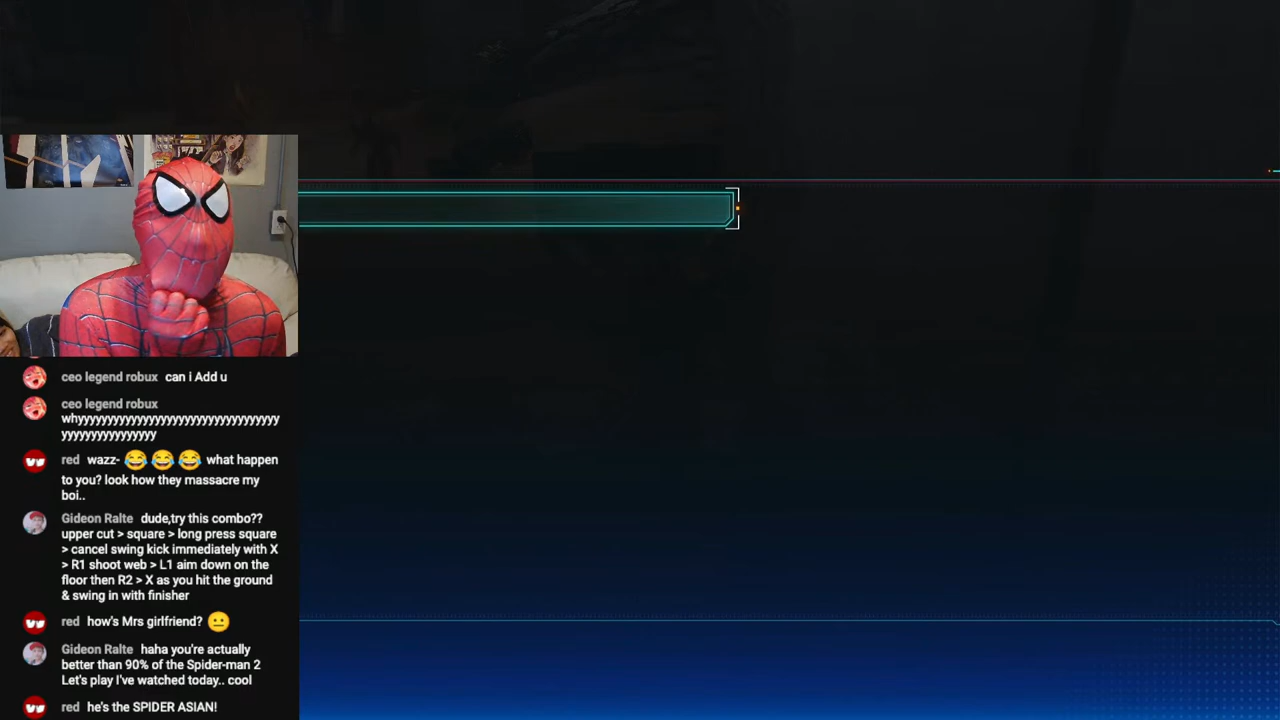 ceo legend robux can i Add u
ceo legend robux
whyyyyyyyyyyyyyyyyyyyyyyyyyyyyyyyyyy
yyyyyyyyyyyyyyy
red wazz- 😂 😂 😂 what happen
to you? look how they massacre my
boi..
Gideon Ralte dude,try this combo??
upper cut > square > long press square
> cancel swing kick immediately with X
> R1 shoot web > L1 aim down on the
floor then R2 > X as you hit the ground
& swing in with finisher
red how's Mrs girlfriend? 😐
Gideon Ralte haha you're actually
better than 90% of the Spider-man 2
Let's play I've watched today.. cool
red he's the SPIDER ASIAN!